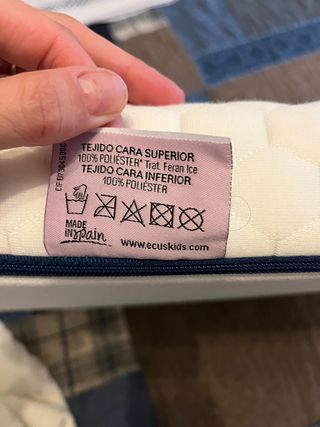 TEJIDO CARA SUPERIOR
100% POLIÉSTER* Trat. Feran Ice
TEJIDO CARA INFERIOR
100% POLIÉSTER
MADE
IN Spain
www.ecuskids.com